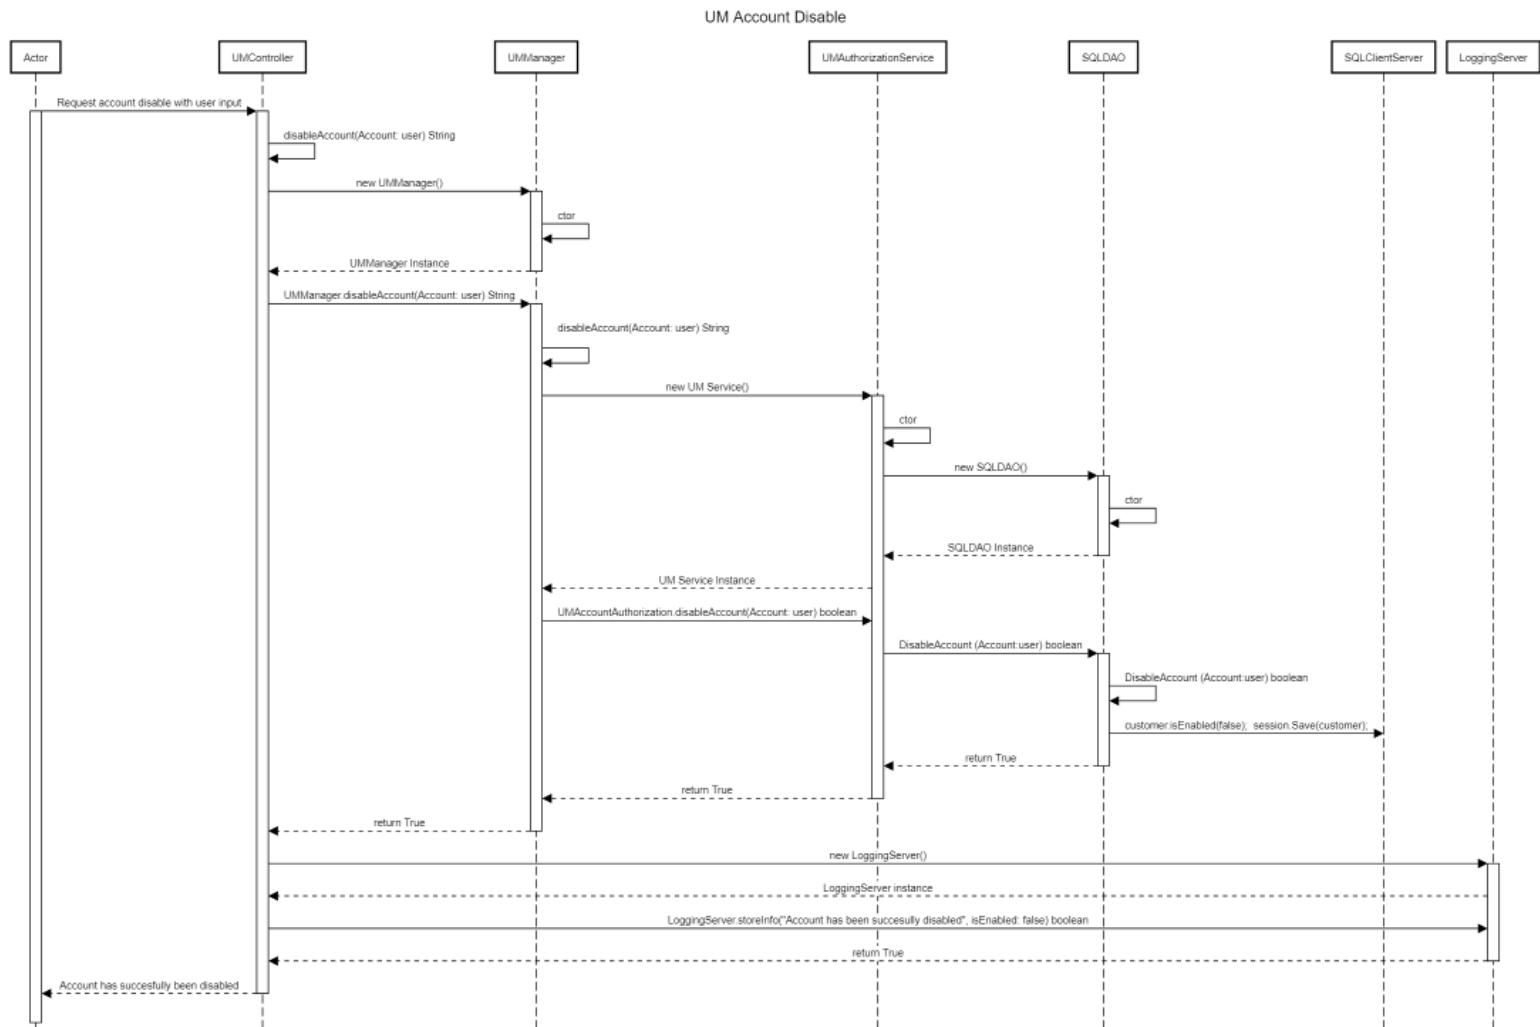 UM Account Disable
Actor
UMController
UMManager
UMAuthorizationService
SQLDAO
SQLClientServer
LoggingServer
Request account disable with user input
disableAccount(Account: user) String
new UMManager()
ctor
UMManager Instance
UMManager.disableAccount(Account: user) String
disableAccount(Account: user) String
new UM Service()
ctor
new SQLDAO()
ctor
SQLDAO Instance
UM Service Instance
UMAccountAuthorization.disableAccount(Account: user) boolean
DisableAccount (Account:user) boolean
DisableAccount (Account:user) boolean
customer.isEnabled(false); session.Save(customer);
return True
return True
return True
new LoggingServer()
LoggingServer instance
LoggingServer.storeInfo("Account has been succesully disabled", isEnabled: false) boolean
return True
Account has succesfully been disabled